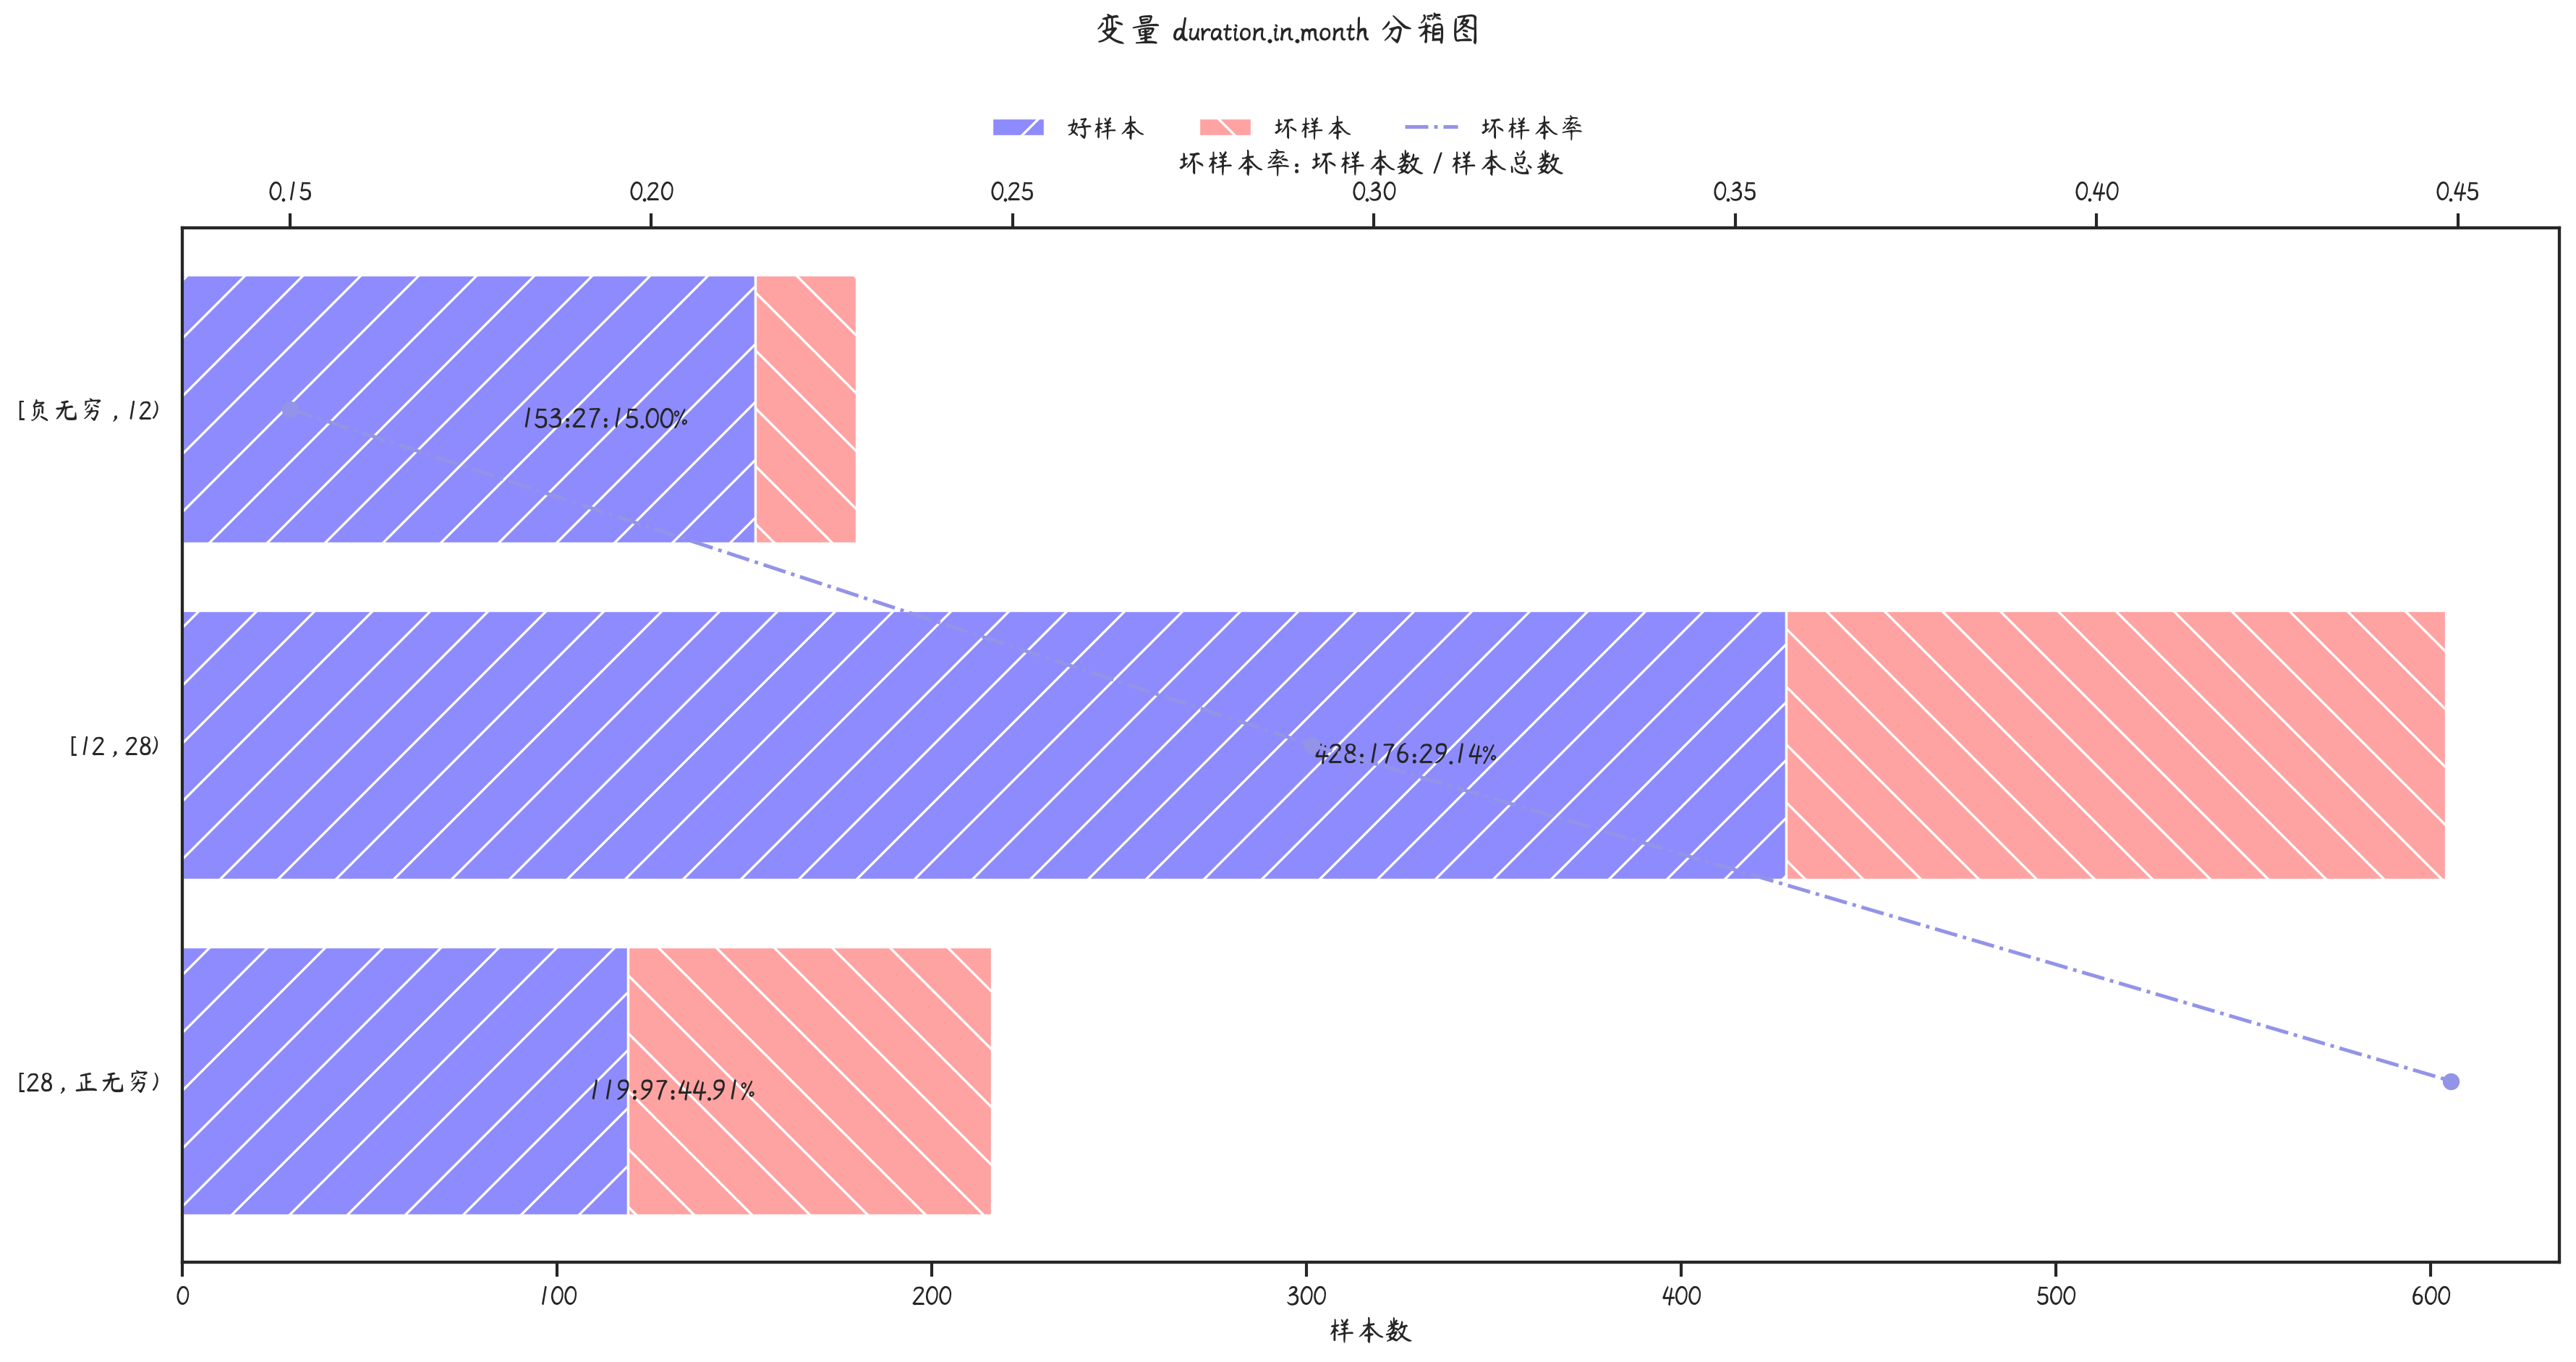 变量 duration.in.month 分箱图
好样本 坏样本 坏样本率
坏样本率: 坏样本数 / 样本总数
0.15 0.20 0.25 0.30 0.35 0.40 0.45
[负无穷 , 12)
153:27:15.00%
[12 , 28)
428:176:29.14%
[28 , 正无穷)
119:97:44.91%
0 100 200 300 400 500 600
样本数